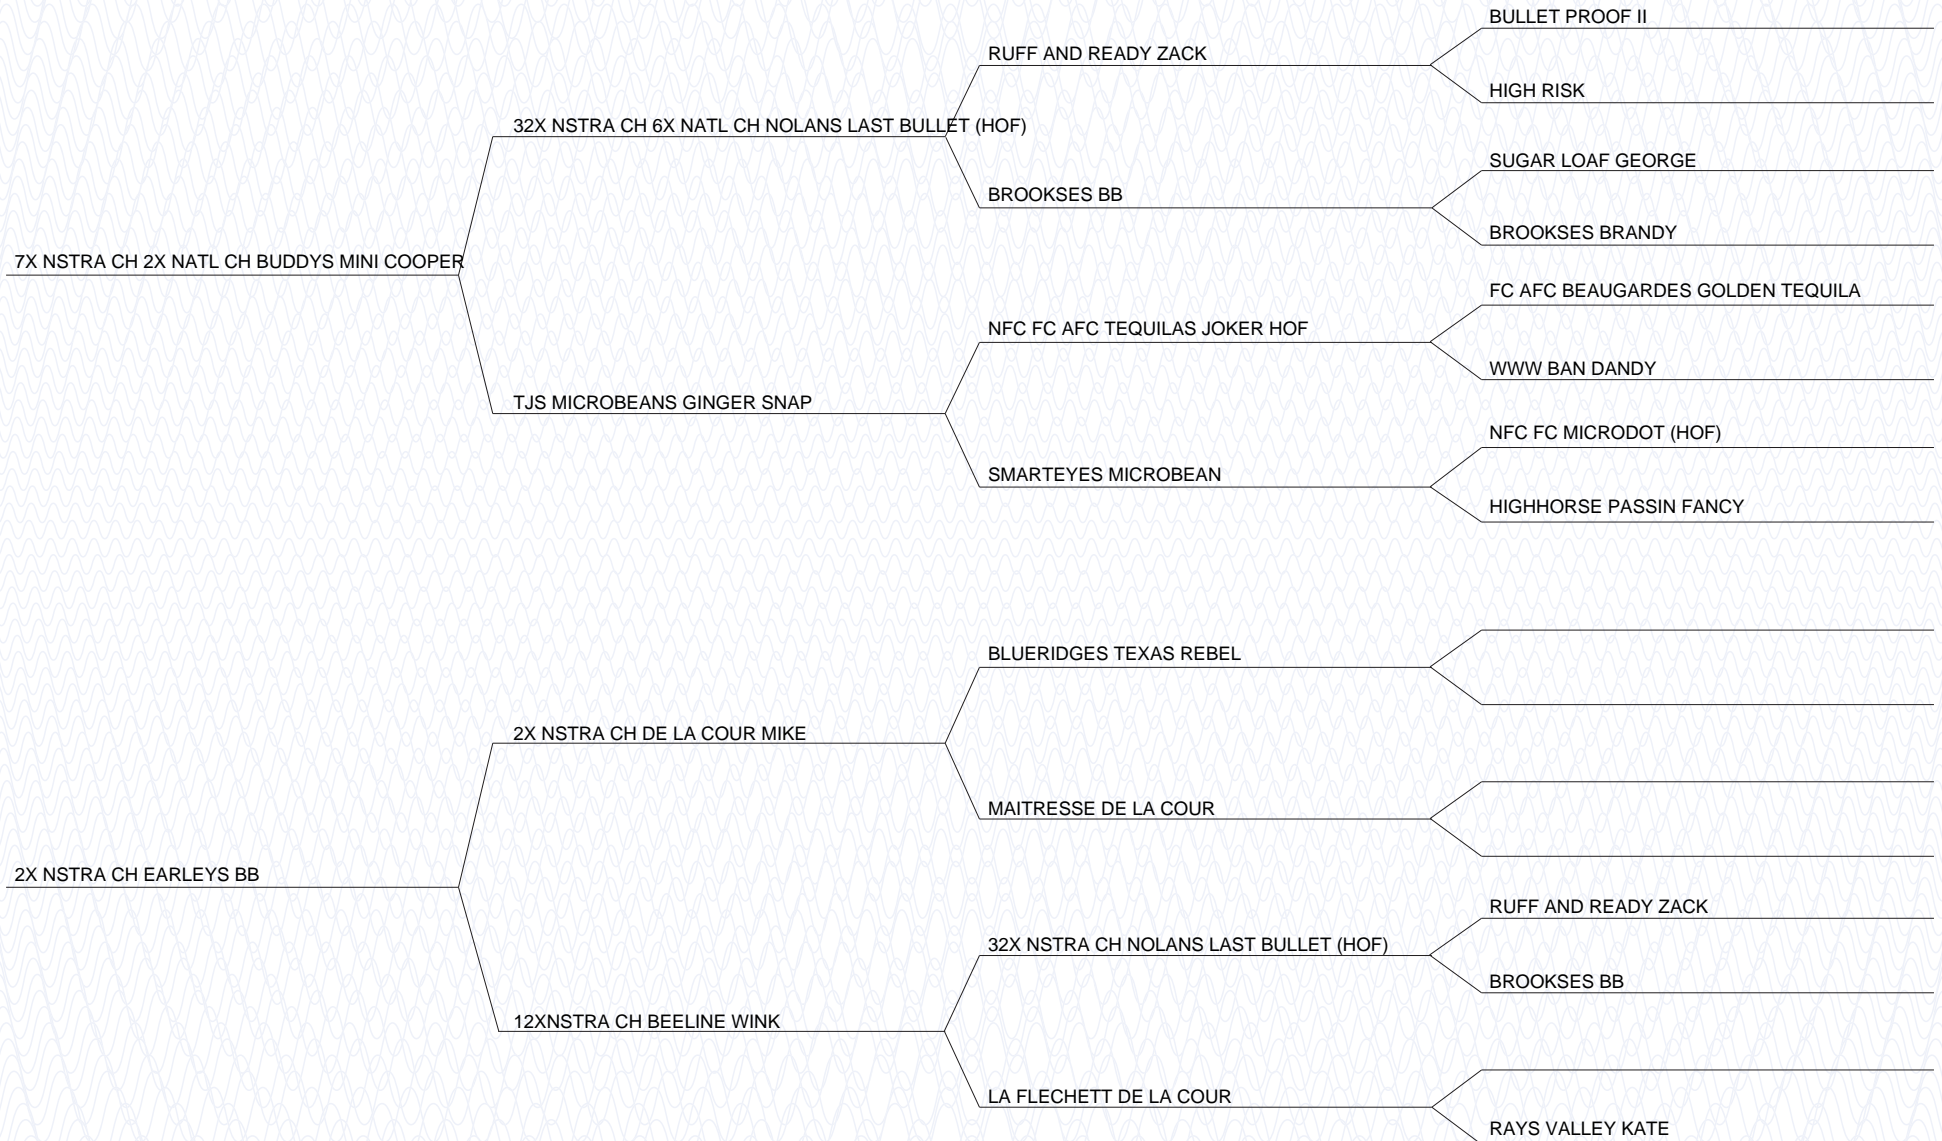 BULLET PROOF II
RUFF AND READY ZACK
HIGH RISK
32X NSTRA CH 6X NATL CH NOLANS LAST BULLET (HOF)
SUGAR LOAF GEORGE
BROOKSES BB
BROOKSES BRANDY
7X NSTRA CH 2X NATL CH BUDDYS MINI COOPER
FC AFC BEAUGARDES GOLDEN TEQUILA
NFC FC AFC TEQUILAS JOKER HOF
WWW BAN DANDY
TJS MICROBEANS GINGER SNAP
NFC FC MICRODOT (HOF)
SMARTEYES MICROBEAN
HIGHHORSE PASSIN FANCY
BLUERIDGES TEXAS REBEL
2X NSTRA CH DE LA COUR MIKE
MAITRESSE DE LA COUR
2X NSTRA CH EARLEYS BB
RUFF AND READY ZACK
32X NSTRA CH NOLANS LAST BULLET (HOF)
BROOKSES BB
12XNSTRA CH BEELINE WINK
LA FLECHETT DE LA COUR
RAYS VALLEY KATE